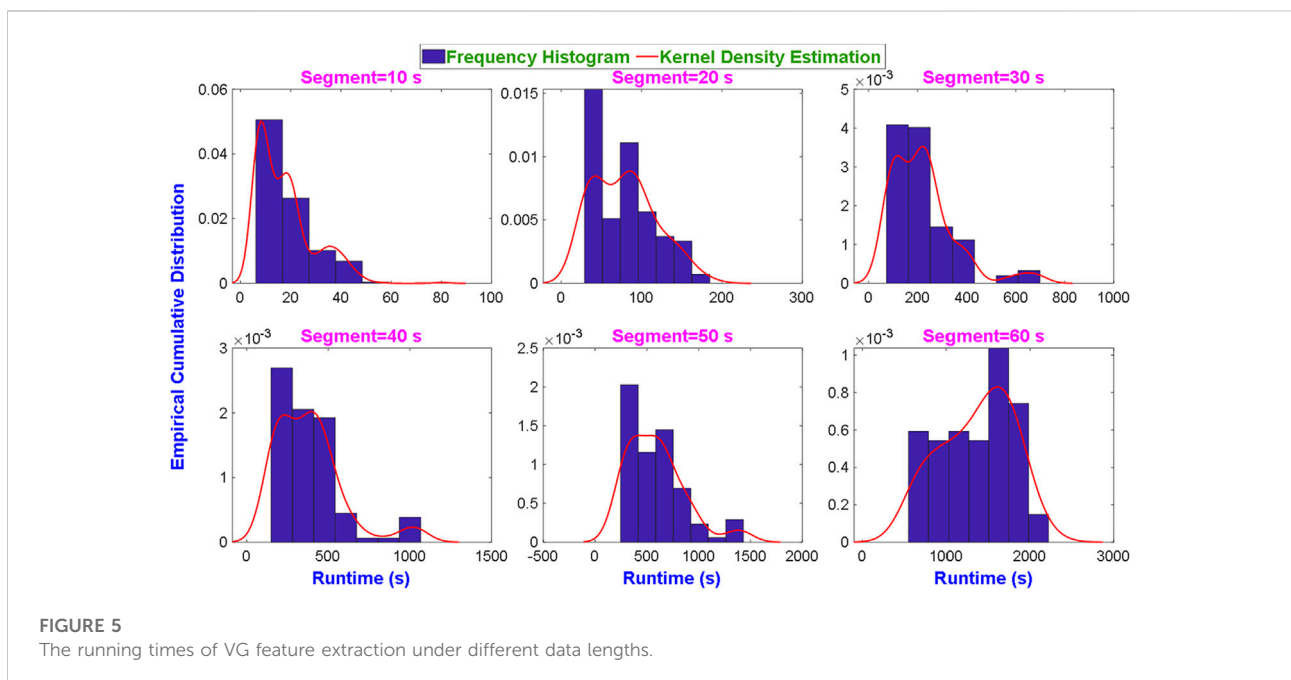 Frequency Histogram Kernel Density Estimation
Segment=10 s
Segment=20 s
Segment=30 s
0.06
0.04
0.02
0
0 20 40 60 80 100
0.015
0.01
0.005
0
0 100 200 300
×10⁻³
5
4
3
2
1
0
0 200 400 600 800 1000
Empirical Cumulative Distribution
Segment=40 s
Segment=50 s
Segment=60 s
×10⁻³
3
2
1
0
0 500 1000 1500
Runtime (s)
×10⁻³
2.5
2
1.5
1
0.5
0
-500 0 500 1000 1500 2000
Runtime (s)
×10⁻³
1
0.8
0.6
0.4
0.2
0
0 1000 2000 3000
Runtime (s)
FIGURE 5
The running times of VG feature extraction under different data lengths.